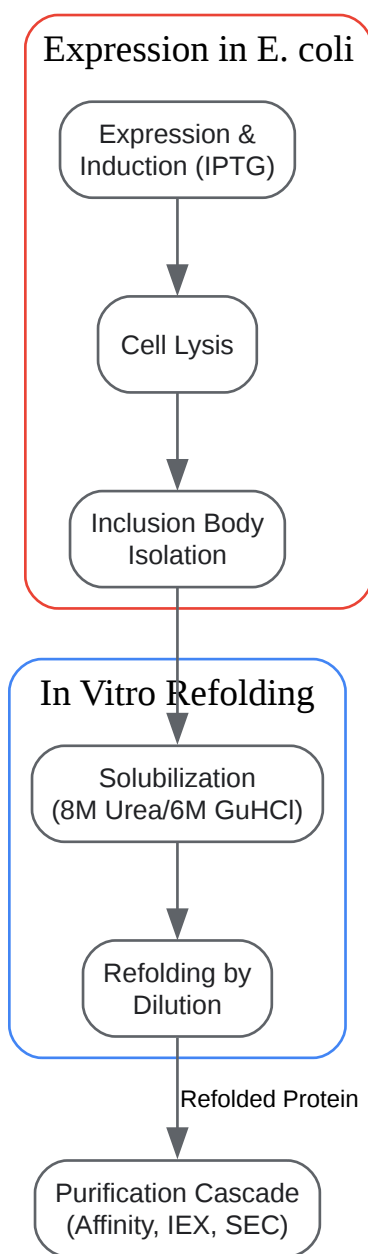 Expression in E. coli
Expression &
Induction (IPTG)
Cell Lysis
Inclusion Body
Isolation
In Vitro Refolding
Solubilization
(8M Urea/6M GuHCl)
Refolding by
Dilution
Refolded Protein
Purification Cascade
(Affinity, IEX, SEC)